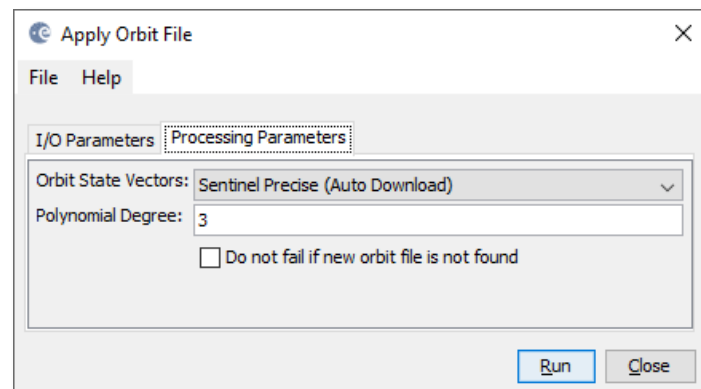 Apply Orbit File
File Help
I/O Parameters Processing Parameters
Orbit State Vectors: Sentinel Precise (Auto Download)
Polynomial Degree: 3
Do not fail if new orbit file is not found
Run Close